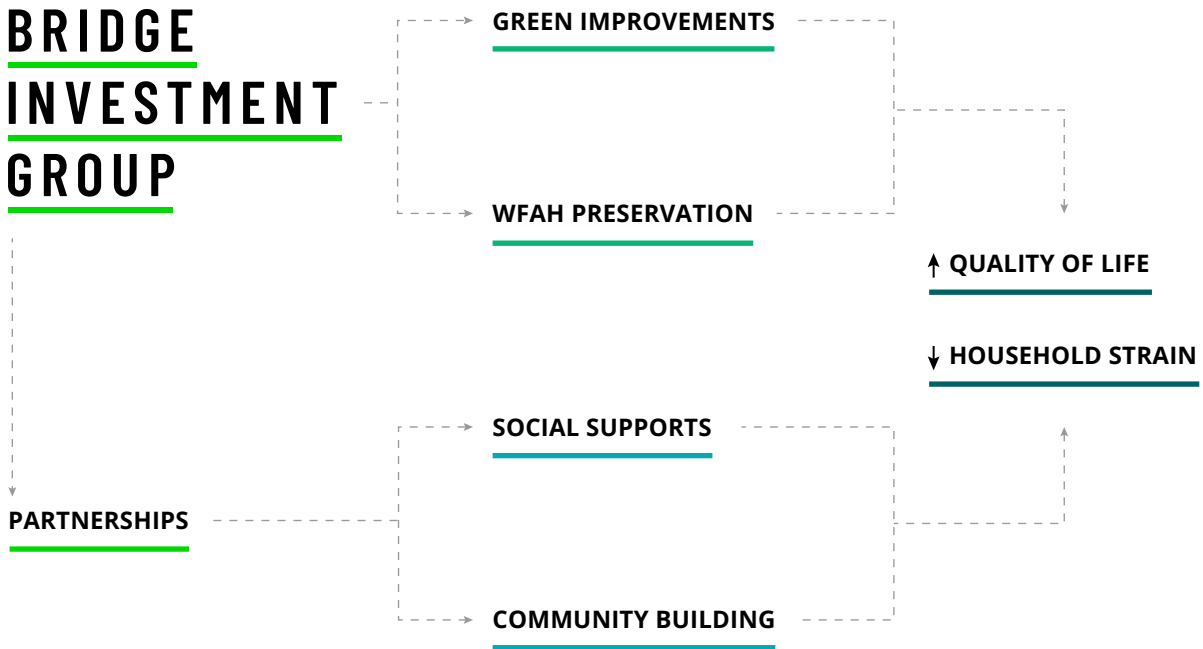 BRIDGE
INVESTMENT
GROUP
GREEN IMPROVEMENTS
WFAH PRESERVATION
QUALITY OF LIFE
HOUSEHOLD STRAIN
SOCIAL SUPPORTS
PARTNERSHIPS
COMMUNITY BUILDING